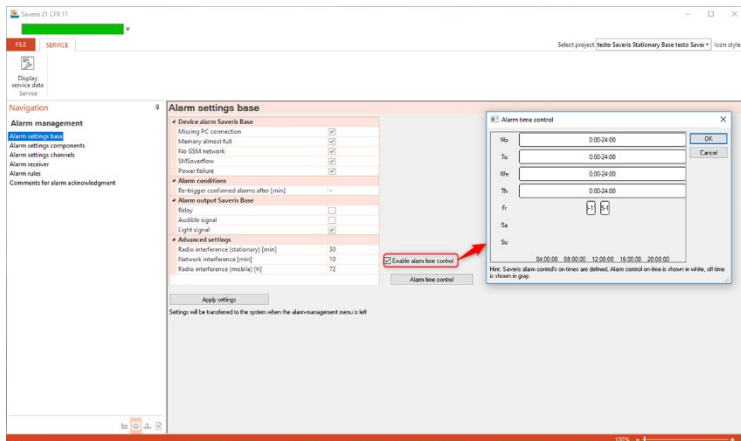 Saveris 21 CFR 11
FILE
SERVICE
Select project testo Saveris Stationary Base testo Saver
Icon style
Display
service data
Service
Navigation
Alarm management
Alarm settings base
Alarm settings components
Alarm settings channels
Alarm receiver
Alarm rules
Comments for alarm acknowledgment
Alarm settings base
Device alarm Saveris Base
Missing PC connection
Memory almost full
No GSM network
SMSoverflow
Power failure
Alarm conditions
Re-trigger confirmed alarms after [min] -
Alarm output Saveris Base
Relay
Audible signal
Light signal
Advanced settings
Radio interference (stationary) [min] 30
Network interference [min] 10
Radio interference (mobile) [h] 72
Apply settings
Settings will be transferred to the system when the alarm-management menu is left
Enable alarm time control
Alarm time control
Alarm time control
OK
Cancel
Mo 0:00-24:00
Tu 0:00-24:00
We 0:00-24:00
Th 0:00-24:00
Fr
Sa
Su
04:00:00 08:00:00 12:00:00 16:00:00 20:00:00
Hint: Saveris alarm control's on-times are defined. Alarm control on-time is shown in white, off-time
is shown in gray.
100%